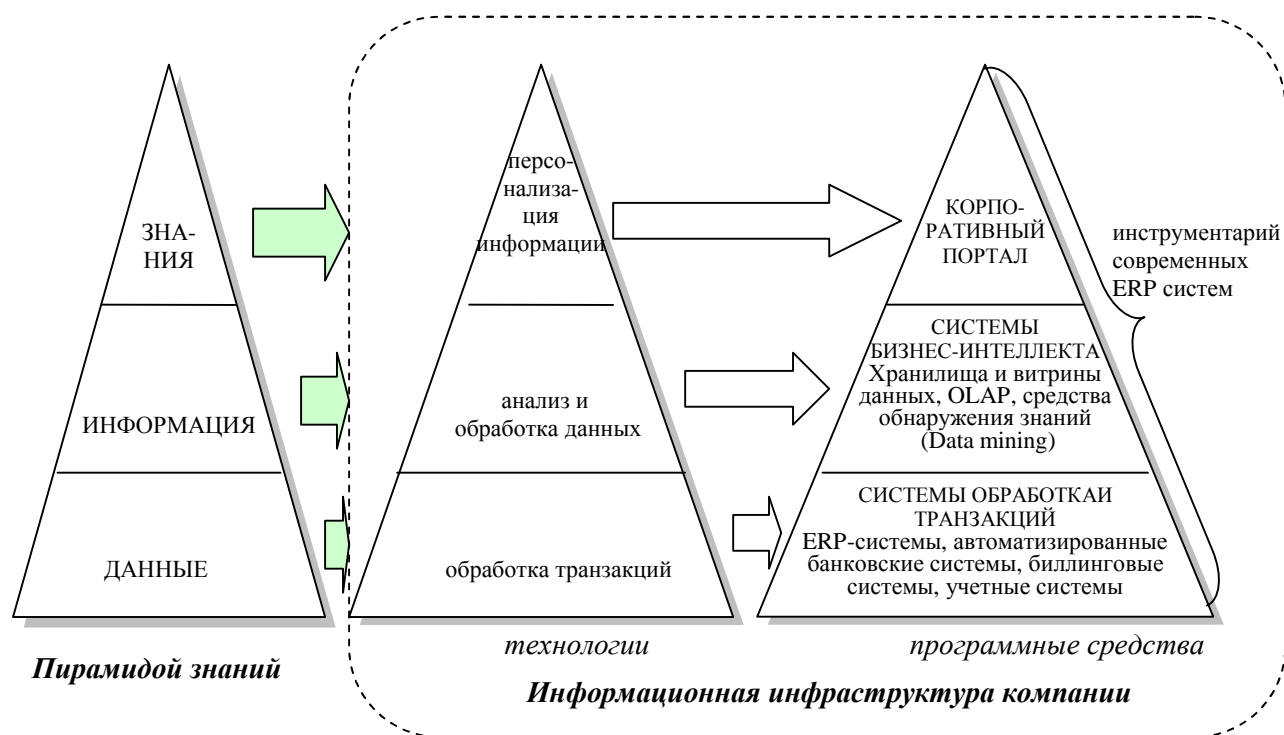 ЗНА-
НИЯ
ИНФОРМАЦИЯ
ДАННЫЕ
Пирамидой знаний
персо-
нализа-
ция
информации
анализ и
обработка данных
обработка транзакций
технологии
КОРПО-
РАТИВНЫЙ
ПОРТАЛ
СИСТЕМЫ
БИЗНЕС-ИНТЕЛЛЕКТА
Хранилища и витрины
данных, OLAP, средства
обнаружения знаний
(Data mining)
СИСТЕМЫ ОБРАБОТКАИ
ТРАНЗАКЦИЙ
ERP-системы, автоматизированные
банковские системы, биллинговые
системы, учетные системы
программные средства
инструментарий
современных
ERP систем
Информационная инфраструктура компании